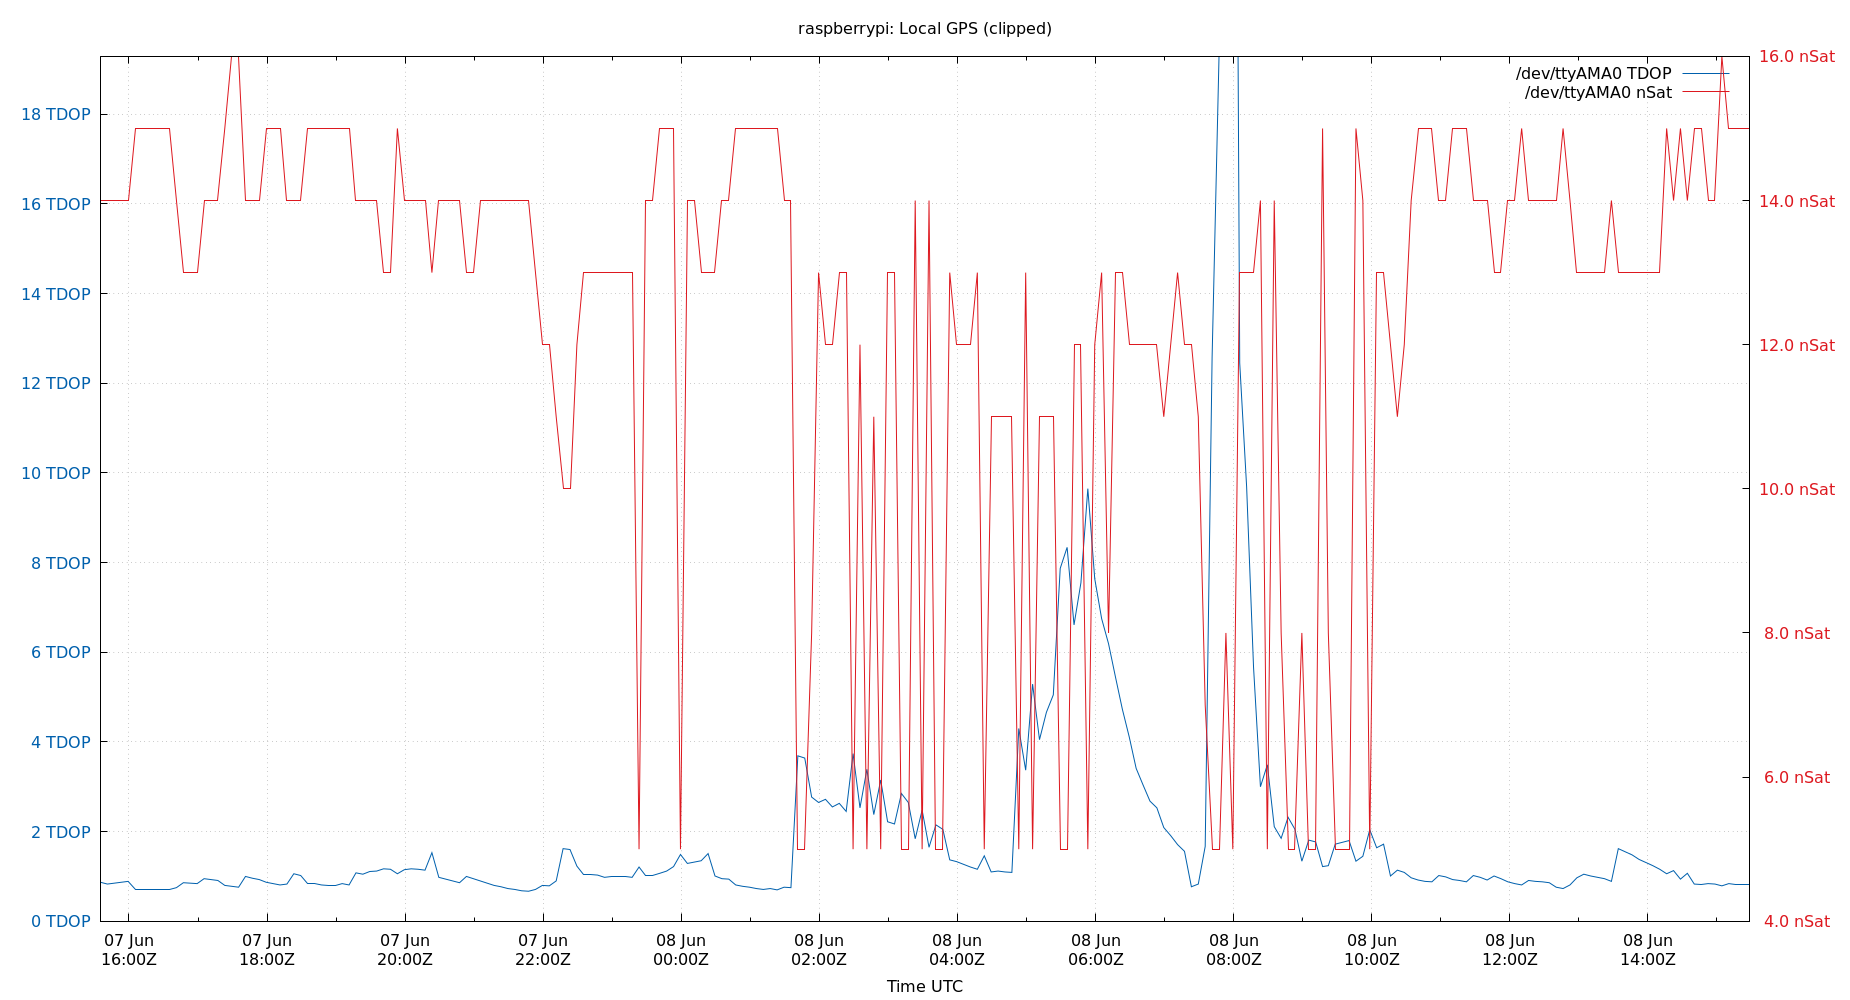 raspberrypi: Local GPS (clipped)
/dev/ttyAMA0 TDOP
/dev/ttyAMA0 nSat
18 TDOP
16 TDOP
14 TDOP
12 TDOP
10 TDOP
8 TDOP
6 TDOP
4 TDOP
2 TDOP
0 TDOP
16.0 nSat
14.0 nSat
12.0 nSat
10.0 nSat
8.0 nSat
6.0 nSat
4.0 nSat
07 Jun
16:00Z
07 Jun
18:00Z
07 Jun
20:00Z
07 Jun
22:00Z
08 Jun
00:00Z
08 Jun
02:00Z
08 Jun
04:00Z
08 Jun
06:00Z
08 Jun
08:00Z
08 Jun
10:00Z
08 Jun
12:00Z
08 Jun
14:00Z
Time UTC